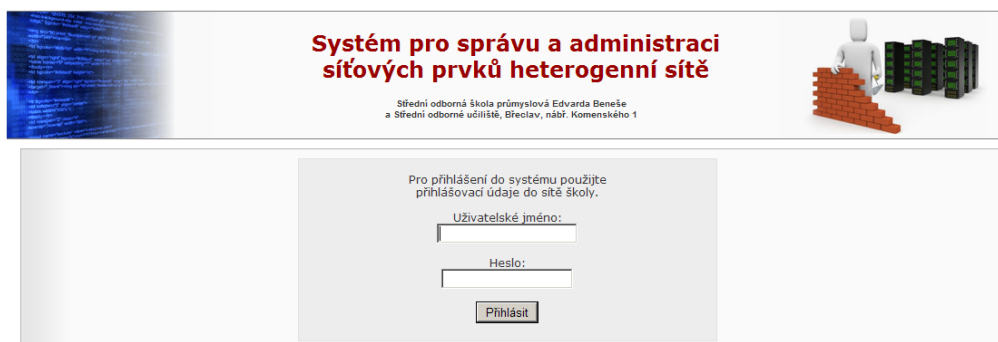 Systém pro správu a administraci
síťových prvků heterogenní sítě
Střední odborná škola průmyslová Edvarda Beneše
a Střední odborné učiliště, Břeclav, nábř. Komenského 1
Pro přihlášení do systému použijte
přihlášovací údaje do sítě školy.
Uživatelské jméno:
Heslo:
Přihlásit